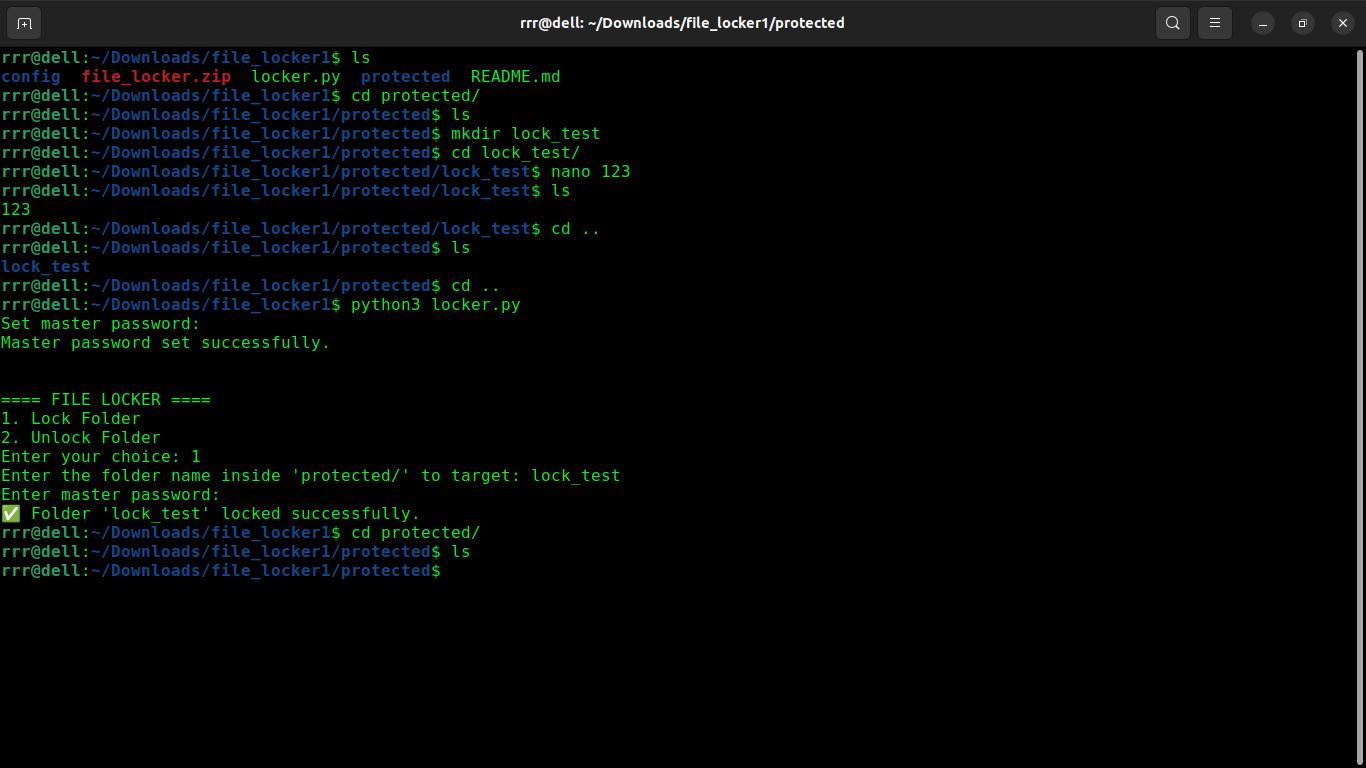 rrr@dell: ~/Downloads/file_locker1/protected
rrr@dell:~/Downloads/file_locker1$ ls
config  file_locker.zip  locker.py  protected  README.md
rrr@dell:~/Downloads/file_locker1$ cd protected/
rrr@dell:~/Downloads/file_locker1/protected$ ls
rrr@dell:~/Downloads/file_locker1/protected$ mkdir lock_test
rrr@dell:~/Downloads/file_locker1/protected$ cd lock_test/
rrr@dell:~/Downloads/file_locker1/protected/lock_test$ nano 123
rrr@dell:~/Downloads/file_locker1/protected/lock_test$ ls
123
rrr@dell:~/Downloads/file_locker1/protected/lock_test$ cd ..
rrr@dell:~/Downloads/file_locker1/protected$ ls
lock_test
rrr@dell:~/Downloads/file_locker1/protected$ cd ..
rrr@dell:~/Downloads/file_locker1$ python3 locker.py
Set master password:
Master password set successfully.
==== FILE LOCKER ====
1. Lock Folder
2. Unlock Folder
Enter your choice: 1
Enter the folder name inside 'protected/' to target: lock_test
Enter master password:
✅ Folder 'lock_test' locked successfully.
rrr@dell:~/Downloads/file_locker1$ cd protected/
rrr@dell:~/Downloads/file_locker1/protected$ ls
rrr@dell:~/Downloads/file_locker1/protected$